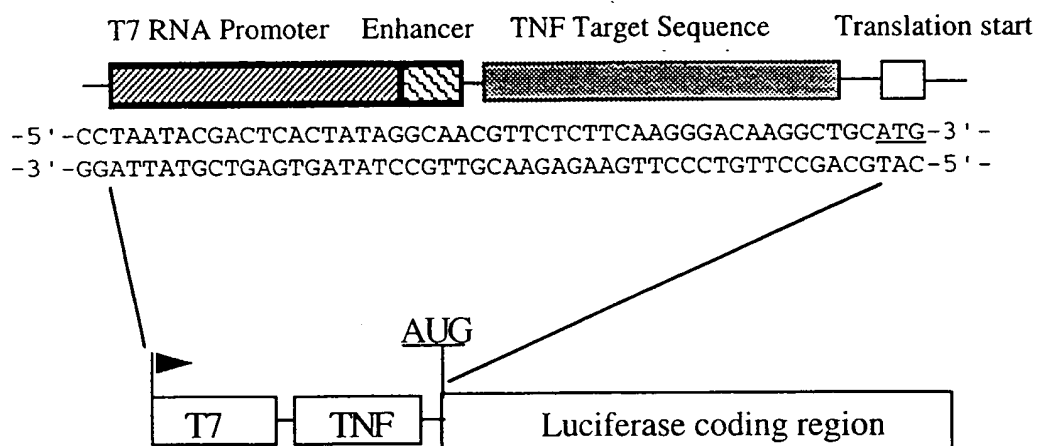 T7 RNA Promoter Enhancer TNF Target Sequence Translation start
-5'-CCTAATACGACTCACTATAGGCAACGTTCTCTTCAAGGGACAAGGCTGCATG-3'-
-3'-GGATTATGCTGAGTGATATCCGTTGCAAGAGAAGTTCCCTGTTCCGACGTAC-5'-
AUG
T7 TNF Luciferase coding region